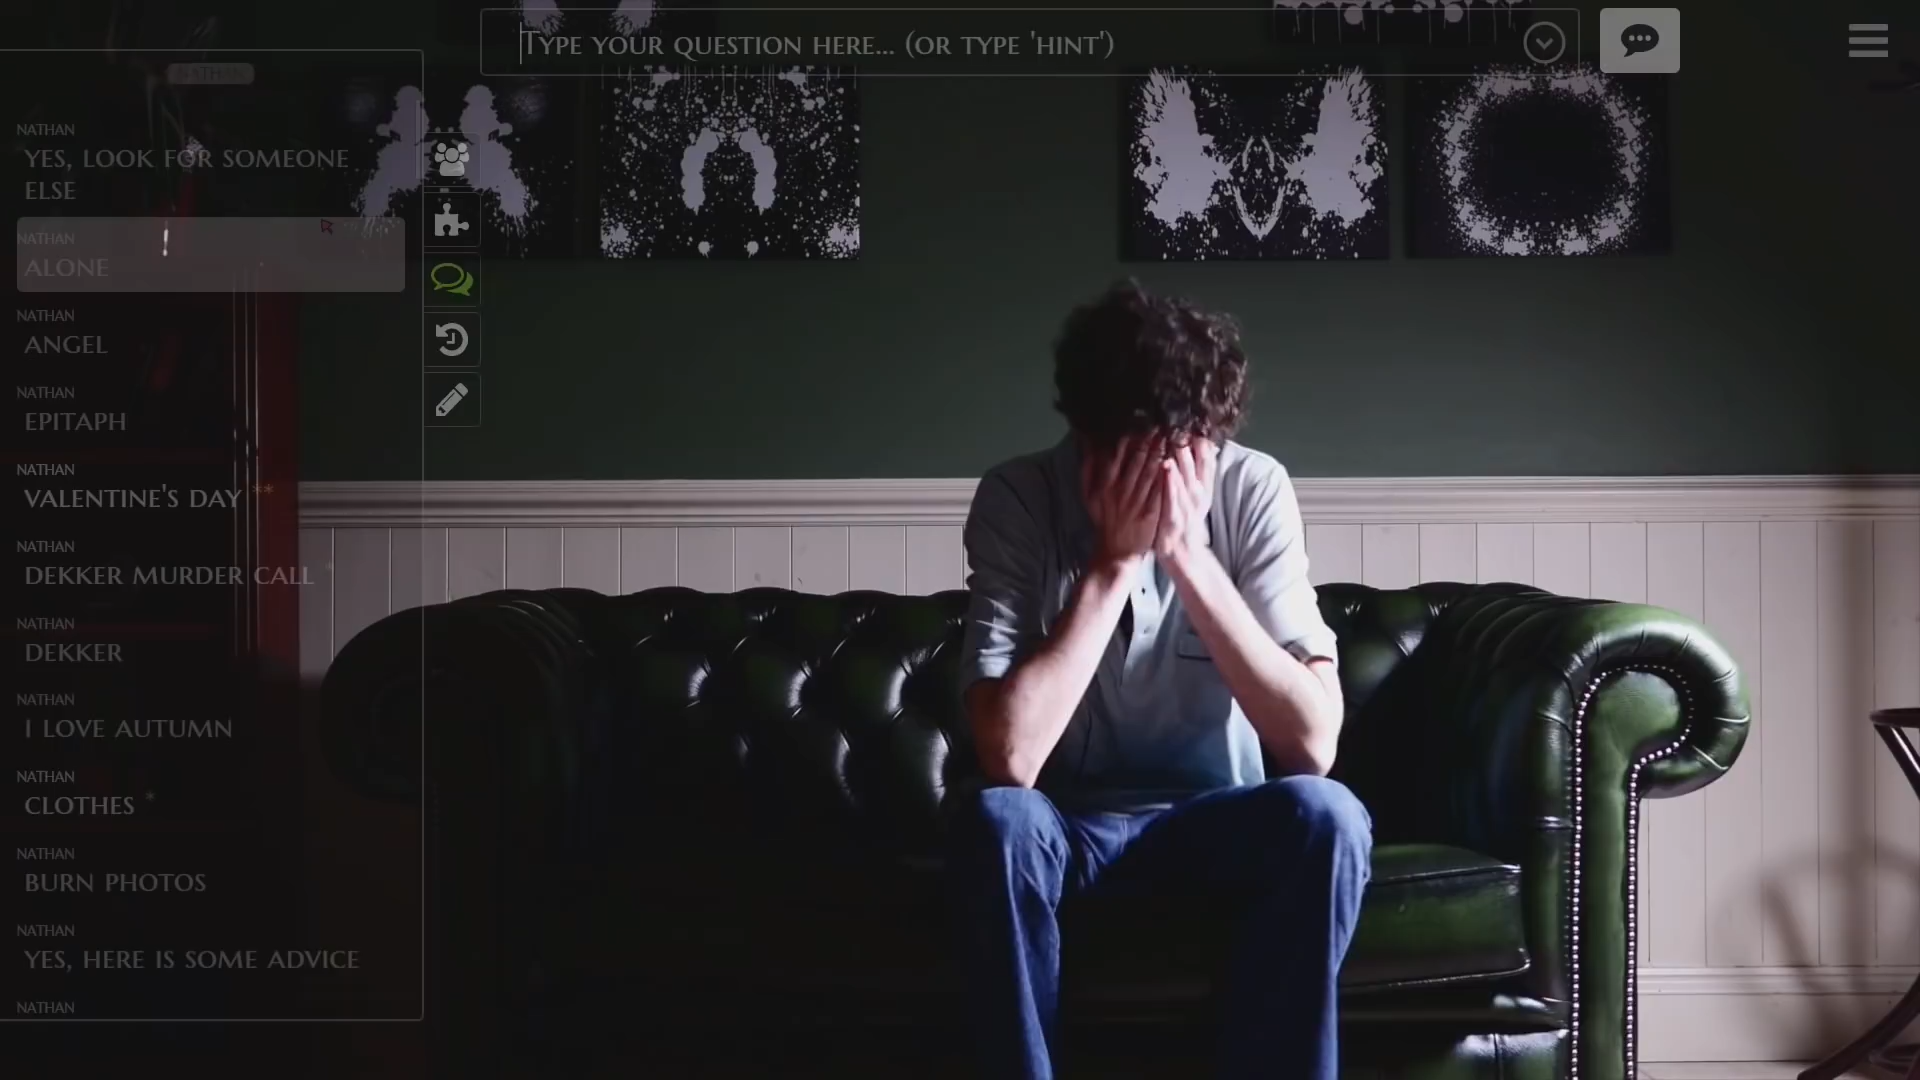 Type your question here... (or type 'hint')
NATHAN
NATHAN
YES, LOOK FOR SOMEONE
ELSE
NATHAN
ALONE
NATHAN
ANGEL
NATHAN
EPITAPH
NATHAN
VALENTINE'S DAY **
NATHAN
DEKKER MURDER CALL *
NATHAN
DEKKER
NATHAN
I LOVE AUTUMN
NATHAN
CLOTHES *
NATHAN
BURN PHOTOS
NATHAN
YES, HERE IS SOME ADVICE
NATHAN